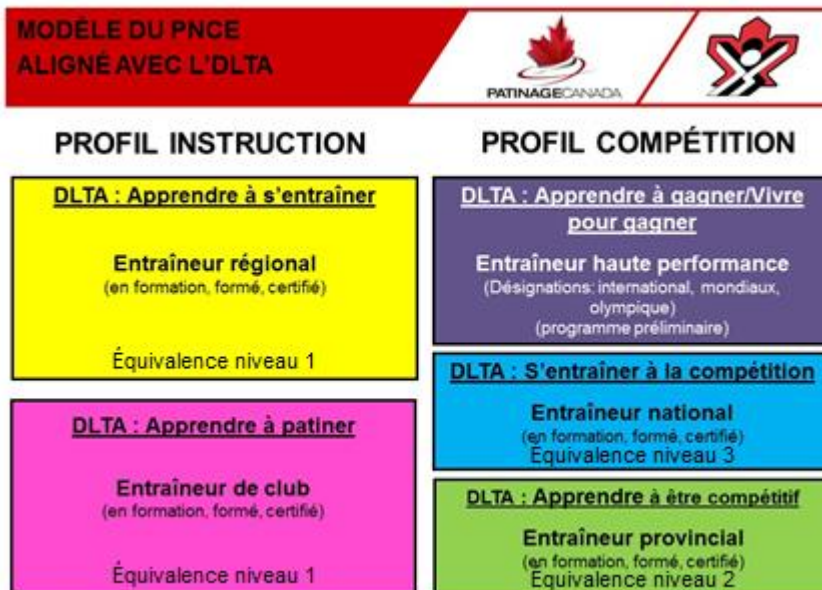 MODÈLE DU PNCE
ALIGNÉ AVEC L'DLTA
PATINAGECANADA
PROFIL INSTRUCTION
DLTA : Apprendre à s'entraîner
Entraîneur régional
(en formation, formé, certifié)
Équivalence niveau 1
DLTA : Apprendre à patiner
Entraîneur de club
(en formation, formé, certifié)
Équivalence niveau 1
PROFIL COMPÉTITION
DLTA : Apprendre à gagner/Vivre
pour gagner
Entraîneur haute performance
(Désignations: international, mondiaux,
olympique)
(programme préliminaire)
DLTA : S'entraîner à la compétition
Entraîneur national
(en formation, formé, certifié)
Équivalence niveau 3
DLTA : Apprendre à être compétitif
Entraîneur provincial
(en formation, formé, certifié)
Équivalence niveau 2